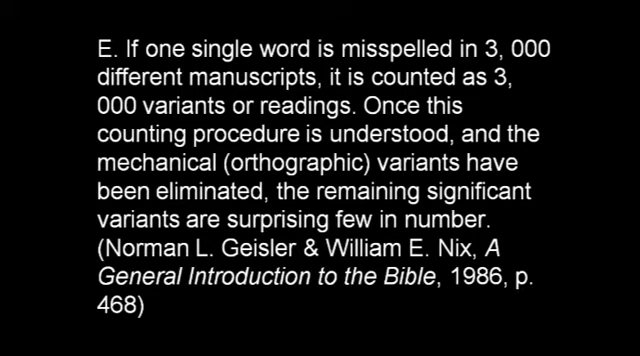 E. If one single word is misspelled in 3, 000
different manuscripts, it is counted as 3,
000 variants or readings. Once this
counting procedure is understood, and the
mechanical (orthographic) variants have
been eliminated, the remaining significant
variants are surprising few in number.
(Norman L. Geisler & William E. Nix, A
General Introduction to the Bible, 1986, p.
468)